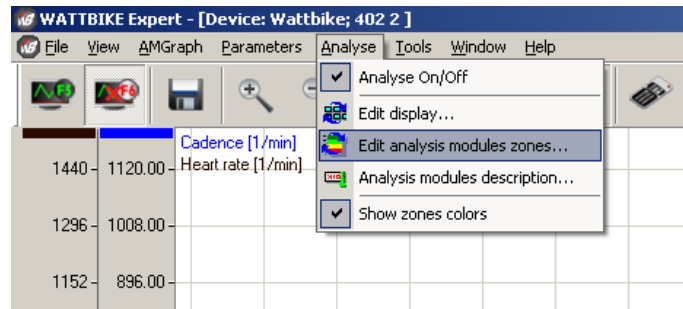 WATTBIKE Expert - [Device: Wattbike; 402 2 ]
File View AMGraph Parameters Analyse Tools Window Help
F5 F6
Analyse On/Off
Edit display...
Edit analysis modules zones...
Analysis modules description...
Show zones colors
Cadence [1/min]
Heart rate [1/min]
1440 1120.00
1296 1008.00
1152 896.00